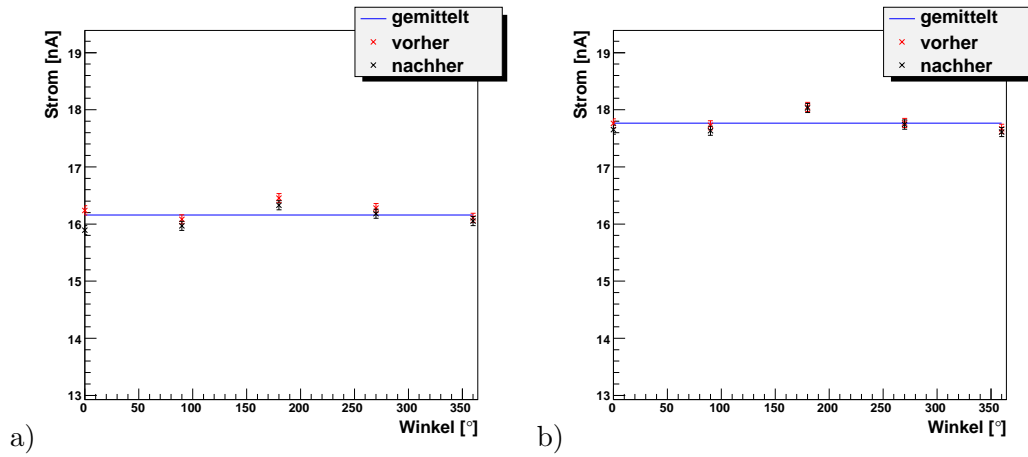 gemittelt
vorher
nachher
Strom [nA]
19
18
17
16
15
14
13
0 50 100 150 200 250 300 350
Winkel [°]
a)
gemittelt
vorher
nachher
Strom [nA]
19
18
17
16
15
14
13
0 50 100 150 200 250 300 350
Winkel [°]
b)